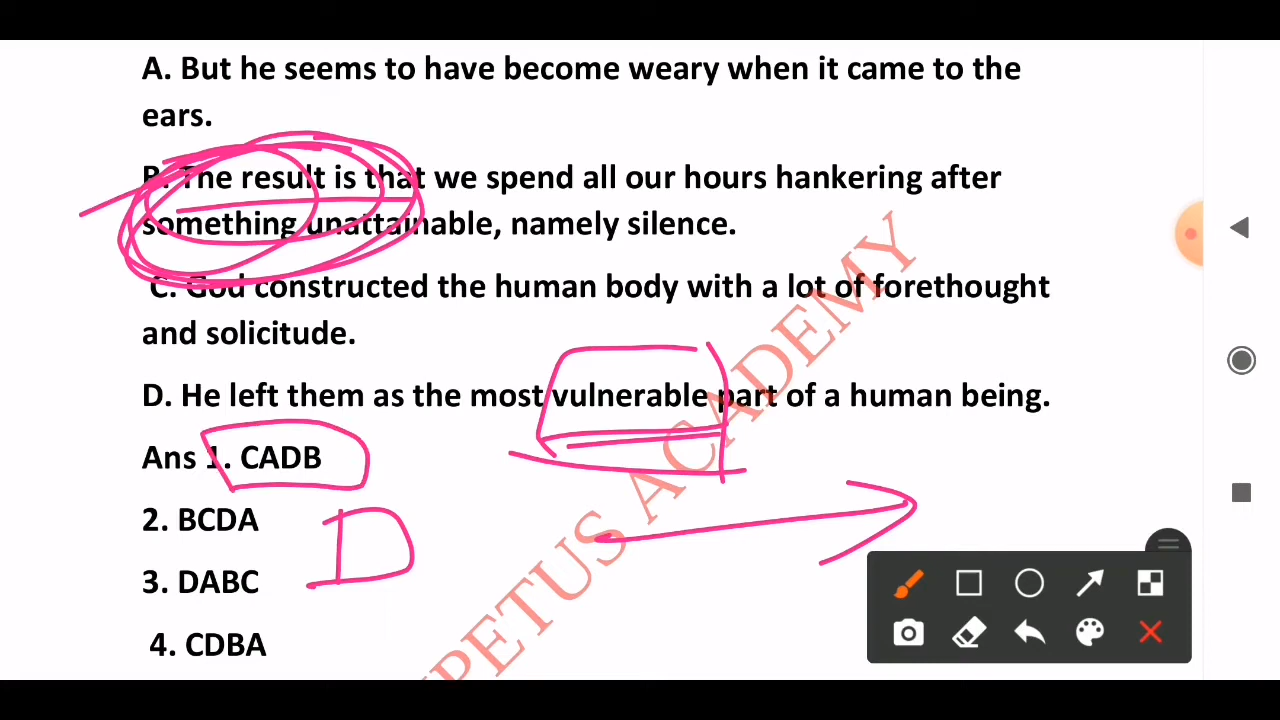 A. But he seems to have become weary when it came to the
ears.
B. The result is that we spend all our hours hankering after
something unattainable, namely silence.
C. God constructed the human body with a lot of forethought
and solicitude.
D. He left them as the most vulnerable part of a human being.
Ans 1. CADB
2. BCDA
D
3. DABC
4. CDBA
PETUS ACADEMY